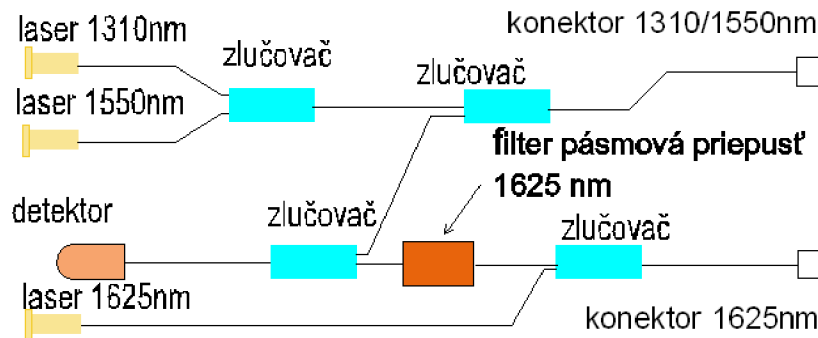 laser 1310nm
konektor 1310/1550nm
zlučovač
zlučovač
laser 1550nm
filter pásmová priepusť
1625 nm
detektor
zlučovač
zlučovač
laser 1625nm
konektor 1625nm